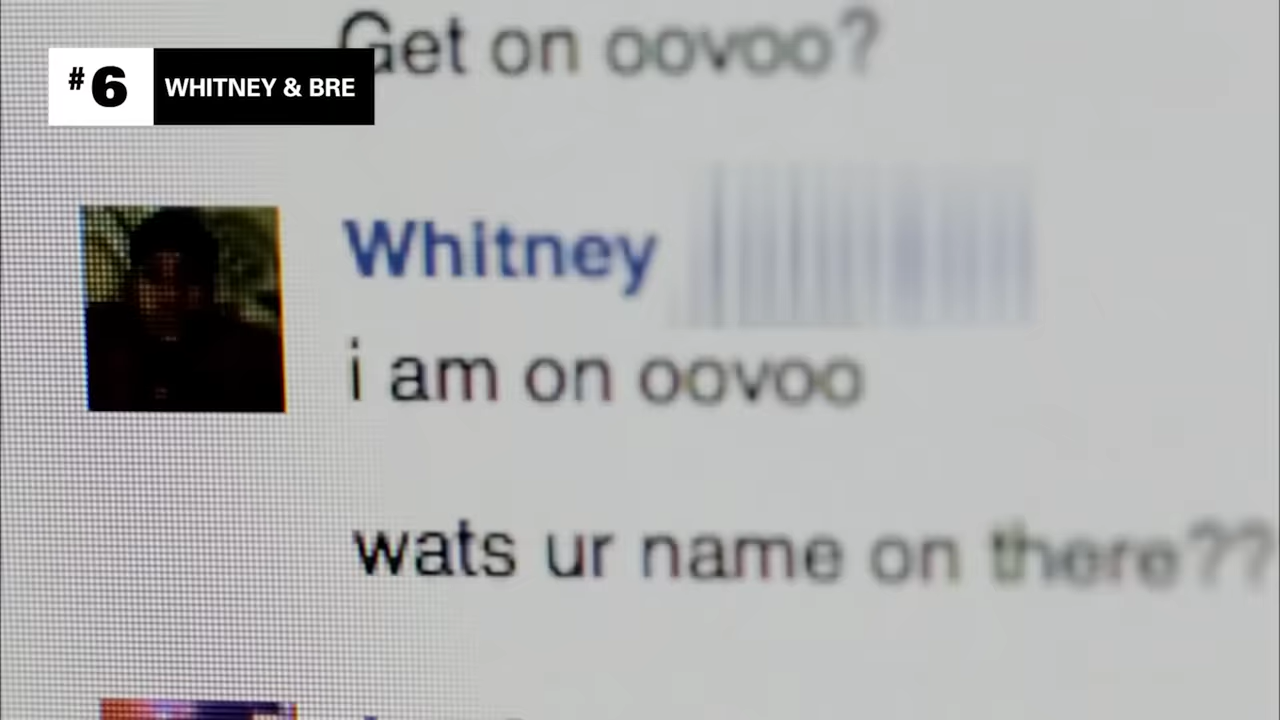 Get on oovoo?
#6 WHITNEY & BRE
Whitney
i am on oovoo
wats ur name on there??